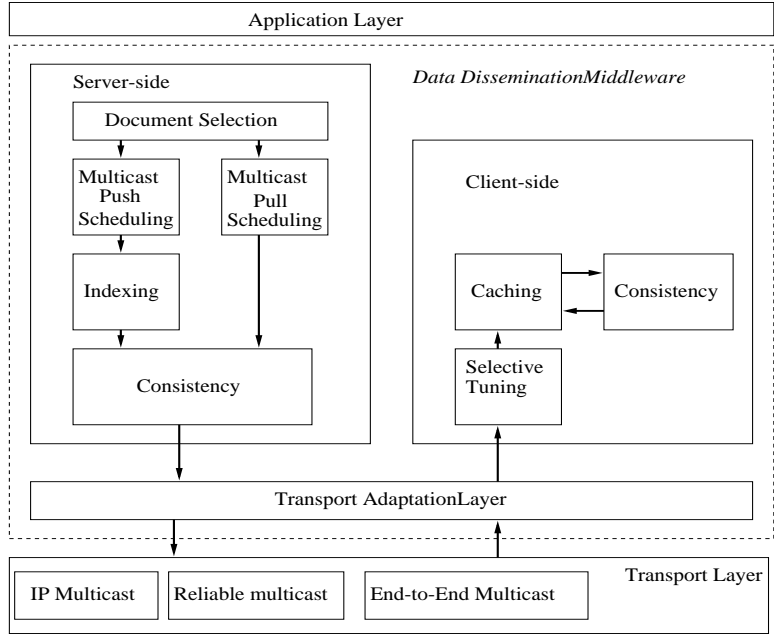 Application Layer
Server-side
Data DisseminationMiddleware
Document Selection
Multicast
Push
Scheduling
Multicast
Pull
Scheduling
Client-side
Indexing
Caching
Consistency
Consistency
Selective
Tuning
Transport AdaptationLayer
Transport Layer
IP Multicast
Reliable multicast
End-to-End Multicast